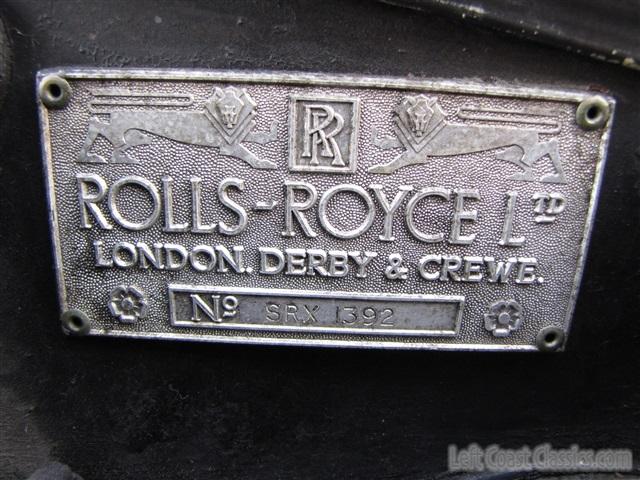 RR
ROLLS-ROYCE LTD
LONDON. DERBY & CREWE.
No SRX 1392
Left Coast Classics.com